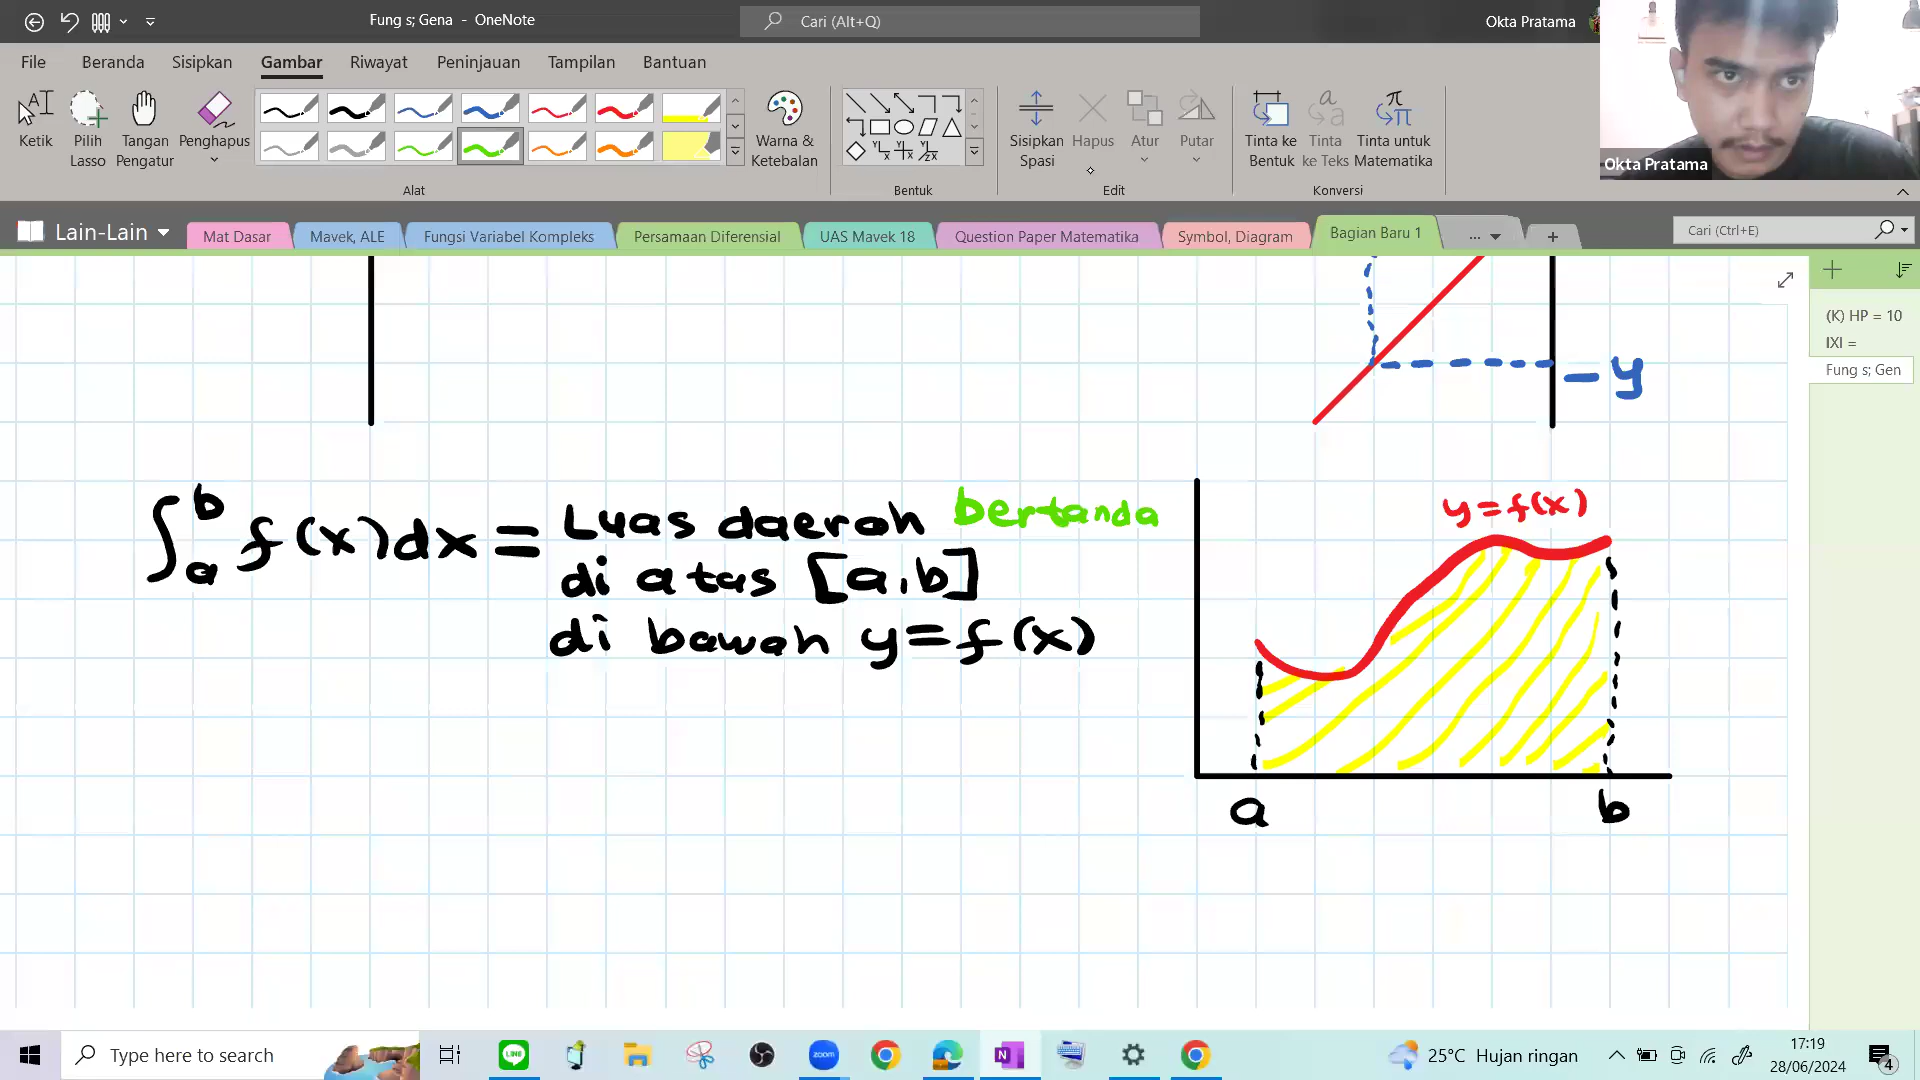 Fung s; Gena - OneNote
Cari (Alt+Q)
Okta Pratama
File Beranda Sisipkan Gambar Riwayat Peninjauan Tampilan Bantuan
Ketik
Pilih Lasso
Tangan Pengatur
Penghapus
Warna & Ketebalan
Sisipkan Spasi
Hapus
Atur
Putar
Tinta ke Bentuk
Tinta ke Teks
Tinta untuk Matematika
Alat
Bentuk
Edit
Konversi
Okta Pratama
Lain-Lain
Mat Dasar
Mavek, ALE
Fungsi Variabel Kompleks
Persamaan Diferensial
UAS Mavek 18
Question Paper Matematika
Symbol, Diagram
Bagian Baru 1
...
Cari (Ctrl+E)
(K) HP = 10
IXI =
Fung s; Gen
- y
∫_a^b f(x)dx = Luas daerah bertanda
di atas [a,b]
di bawah y=f(x)
y=f(x)
a b
Type here to search
zoom
25°C Hujan ringan
17:19
28/06/2024
4